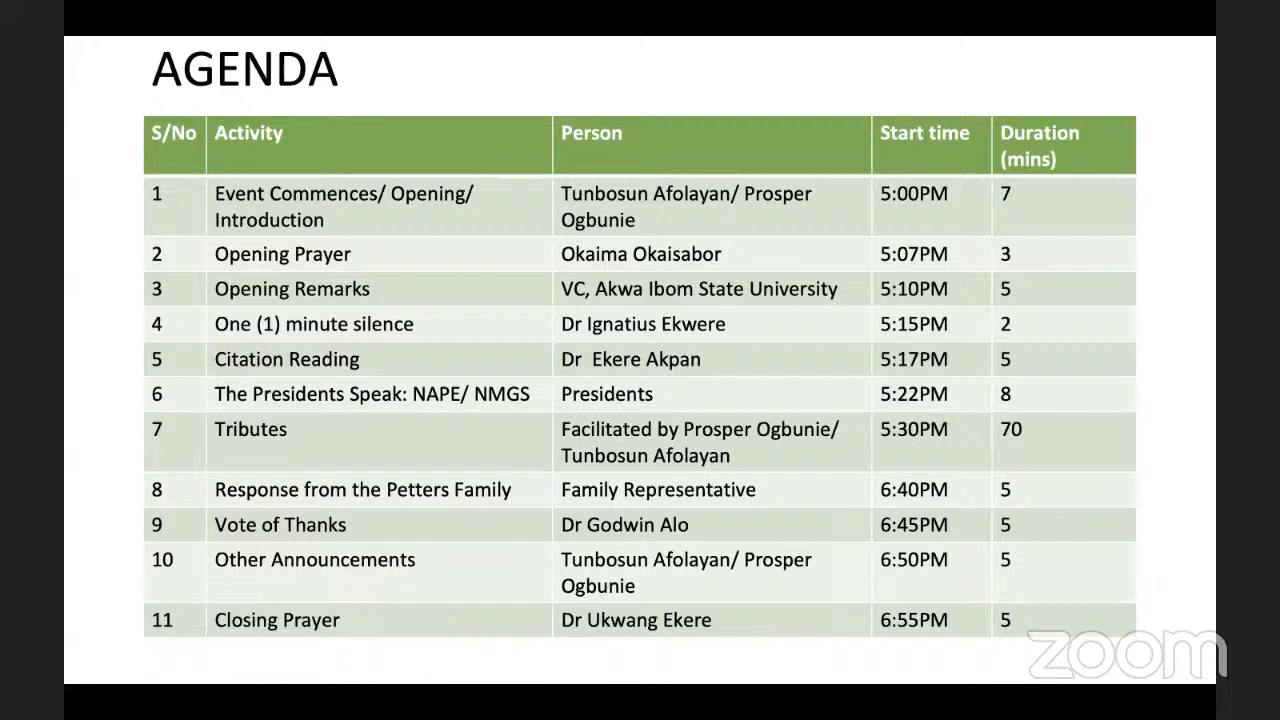 AGENDA
S/No Activity Person Start time Duration
(mins)
1 Event Commences/ Opening/ Tunbosun Afolayan/ Prosper 5:00PM 7
Introduction Ogbunie
2 Opening Prayer Okaima Okaisabor 5:07PM 3
3 Opening Remarks VC, Akwa Ibom State University 5:10PM 5
4 One (1) minute silence Dr Ignatius Ekwere 5:15PM 2
5 Citation Reading Dr Ekere Akpan 5:17PM 5
6 The Presidents Speak: NAPE/ NMGS Presidents 5:22PM 8
7 Tributes Facilitated by Prosper Ogbunie/ 5:30PM 70
Tunbosun Afolayan
8 Response from the Petters Family Family Representative 6:40PM 5
9 Vote of Thanks Dr Godwin Alo 6:45PM 5
10 Other Announcements Tunbosun Afolayan/ Prosper 6:50PM 5
Ogbunie
11 Closing Prayer Dr Ukwang Ekere 6:55PM 5
zoom